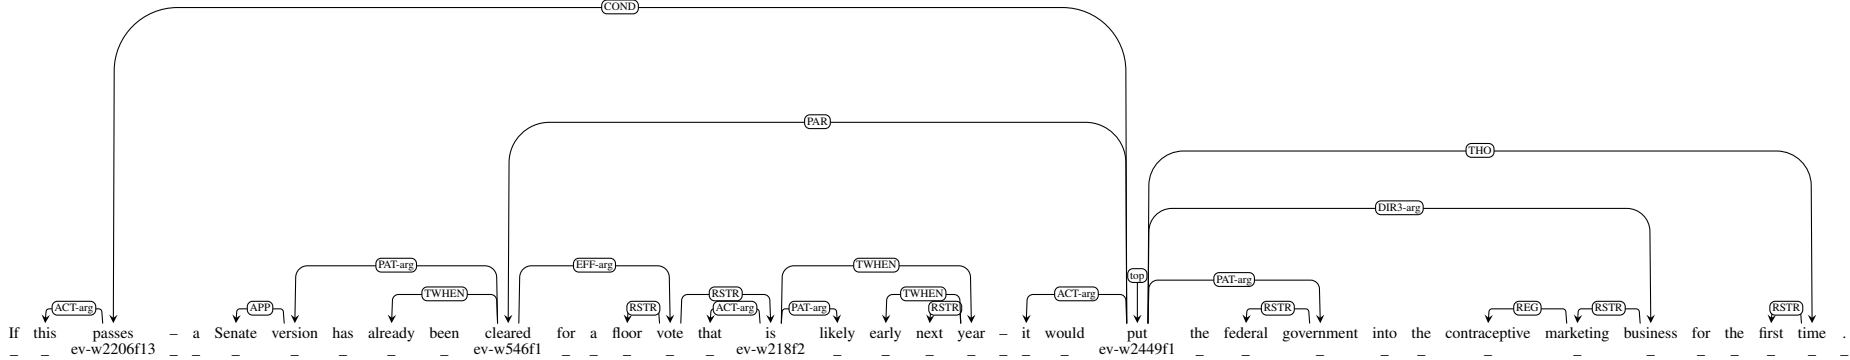 COND
PAR
THO
DIR3-arg
PAT-arg EFF-arg TWHEN top PAT-arg
TWHEN RSTR TWHEN ACT-arg
ACT-arg APP RSTR ACT-arg PAT-arg RSTR RSTR REG RSTR RSTR
If this passes – a Senate version has already been cleared for a floor vote that is likely early next year – it would put the federal government into the contraceptive marketing business for the first time .
_ _ ev-w2206f13 _ _ _ _ _ _ _ ev-w546f1 _ _ _ _ _ ev-w218f2 _ _ _ _ _ _ _ ev-w2449f1 _ _ _ _ _ _ _ _ _ _ _ _ _